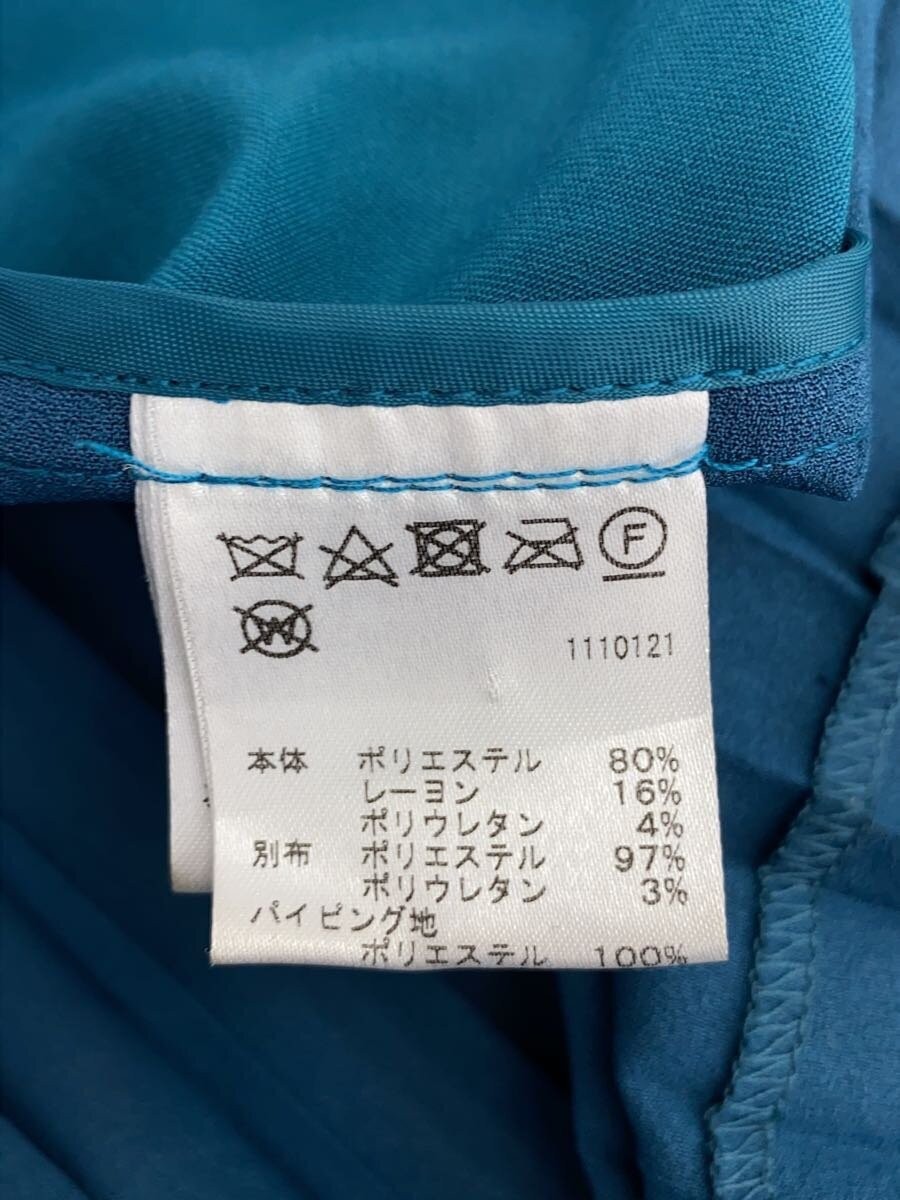 F
W
1110121
本体 ポリエステル 80%
レーヨン 16%
ポリウレタン 4%
別布 ポリエステル 97%
ポリウレタン 3%
パイピング地
ポリエステル 100%